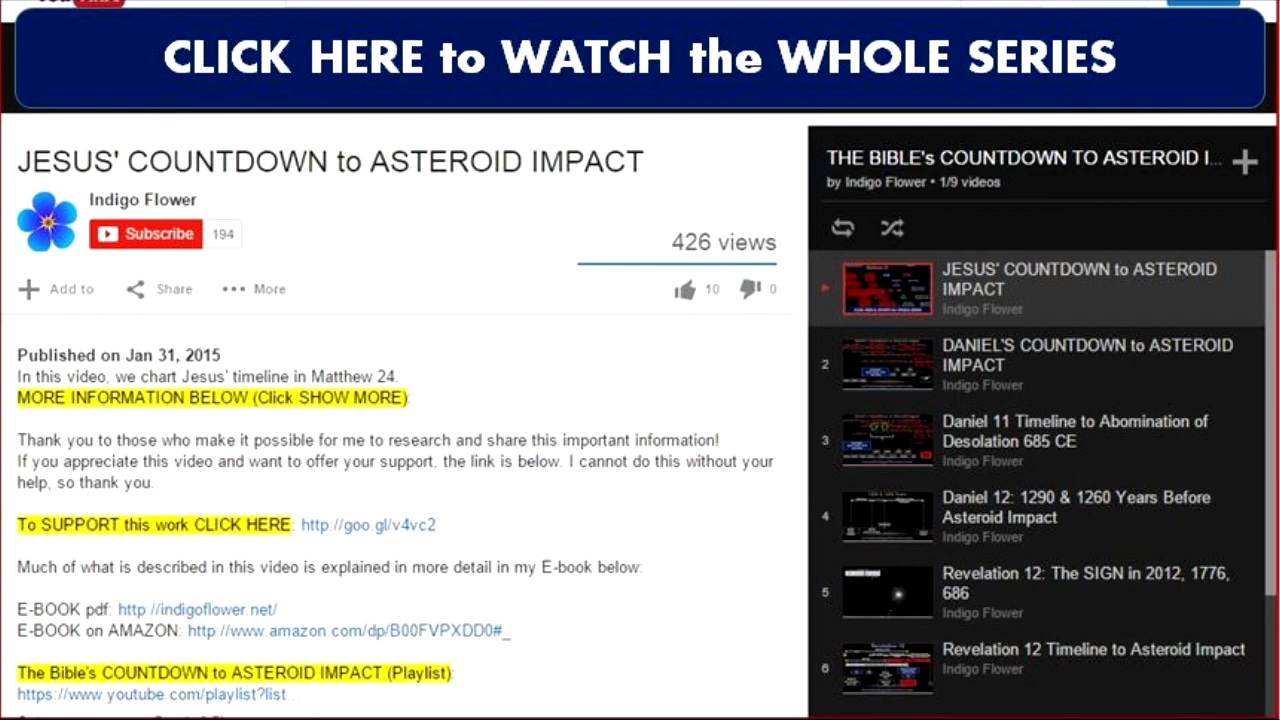 CLICK HERE to WATCH the WHOLE SERIES
JESUS' COUNTDOWN to ASTEROID IMPACT
Indigo Flower
Subscribe 194
426 views
Add to Share More 10 0
Published on Jan 31, 2015
In this video, we chart Jesus' timeline in Matthew 24.
MORE INFORMATION BELOW (Click SHOW MORE):
Thank you to those who make it possible for me to research and share this important information!
If you appreciate this video and want to offer your support, the link is below. I cannot do this without your
help, so thank you.
To SUPPORT this work CLICK HERE: http://goo.gl/v4vc2
Much of what is described in this video is explained in more detail in my E-book below:
E-BOOK pdf: http://indigoflower.net/
E-BOOK on AMAZON: http://www.amazon.com/dp/B00FVPXDD0#_
The Bible's COUNTDOWN to ASTEROID IMPACT (Playlist):
https://www.youtube.com/playlist?list...
THE BIBLE's COUNTDOWN TO ASTEROID I...
by Indigo Flower • 1/9 videos
JESUS' COUNTDOWN to ASTEROID
IMPACT
Indigo Flower
2
DANIEL'S COUNTDOWN to ASTEROID
IMPACT
Indigo Flower
3
Daniel 11 Timeline to Abomination of
Desolation 685 CE
Indigo Flower
4
Daniel 12: 1290 & 1260 Years Before
Asteroid Impact
Indigo Flower
5
Revelation 12: The SIGN in 2012, 1776,
686
Indigo Flower
6
Revelation 12 Timeline to Asteroid Impact
Indigo Flower